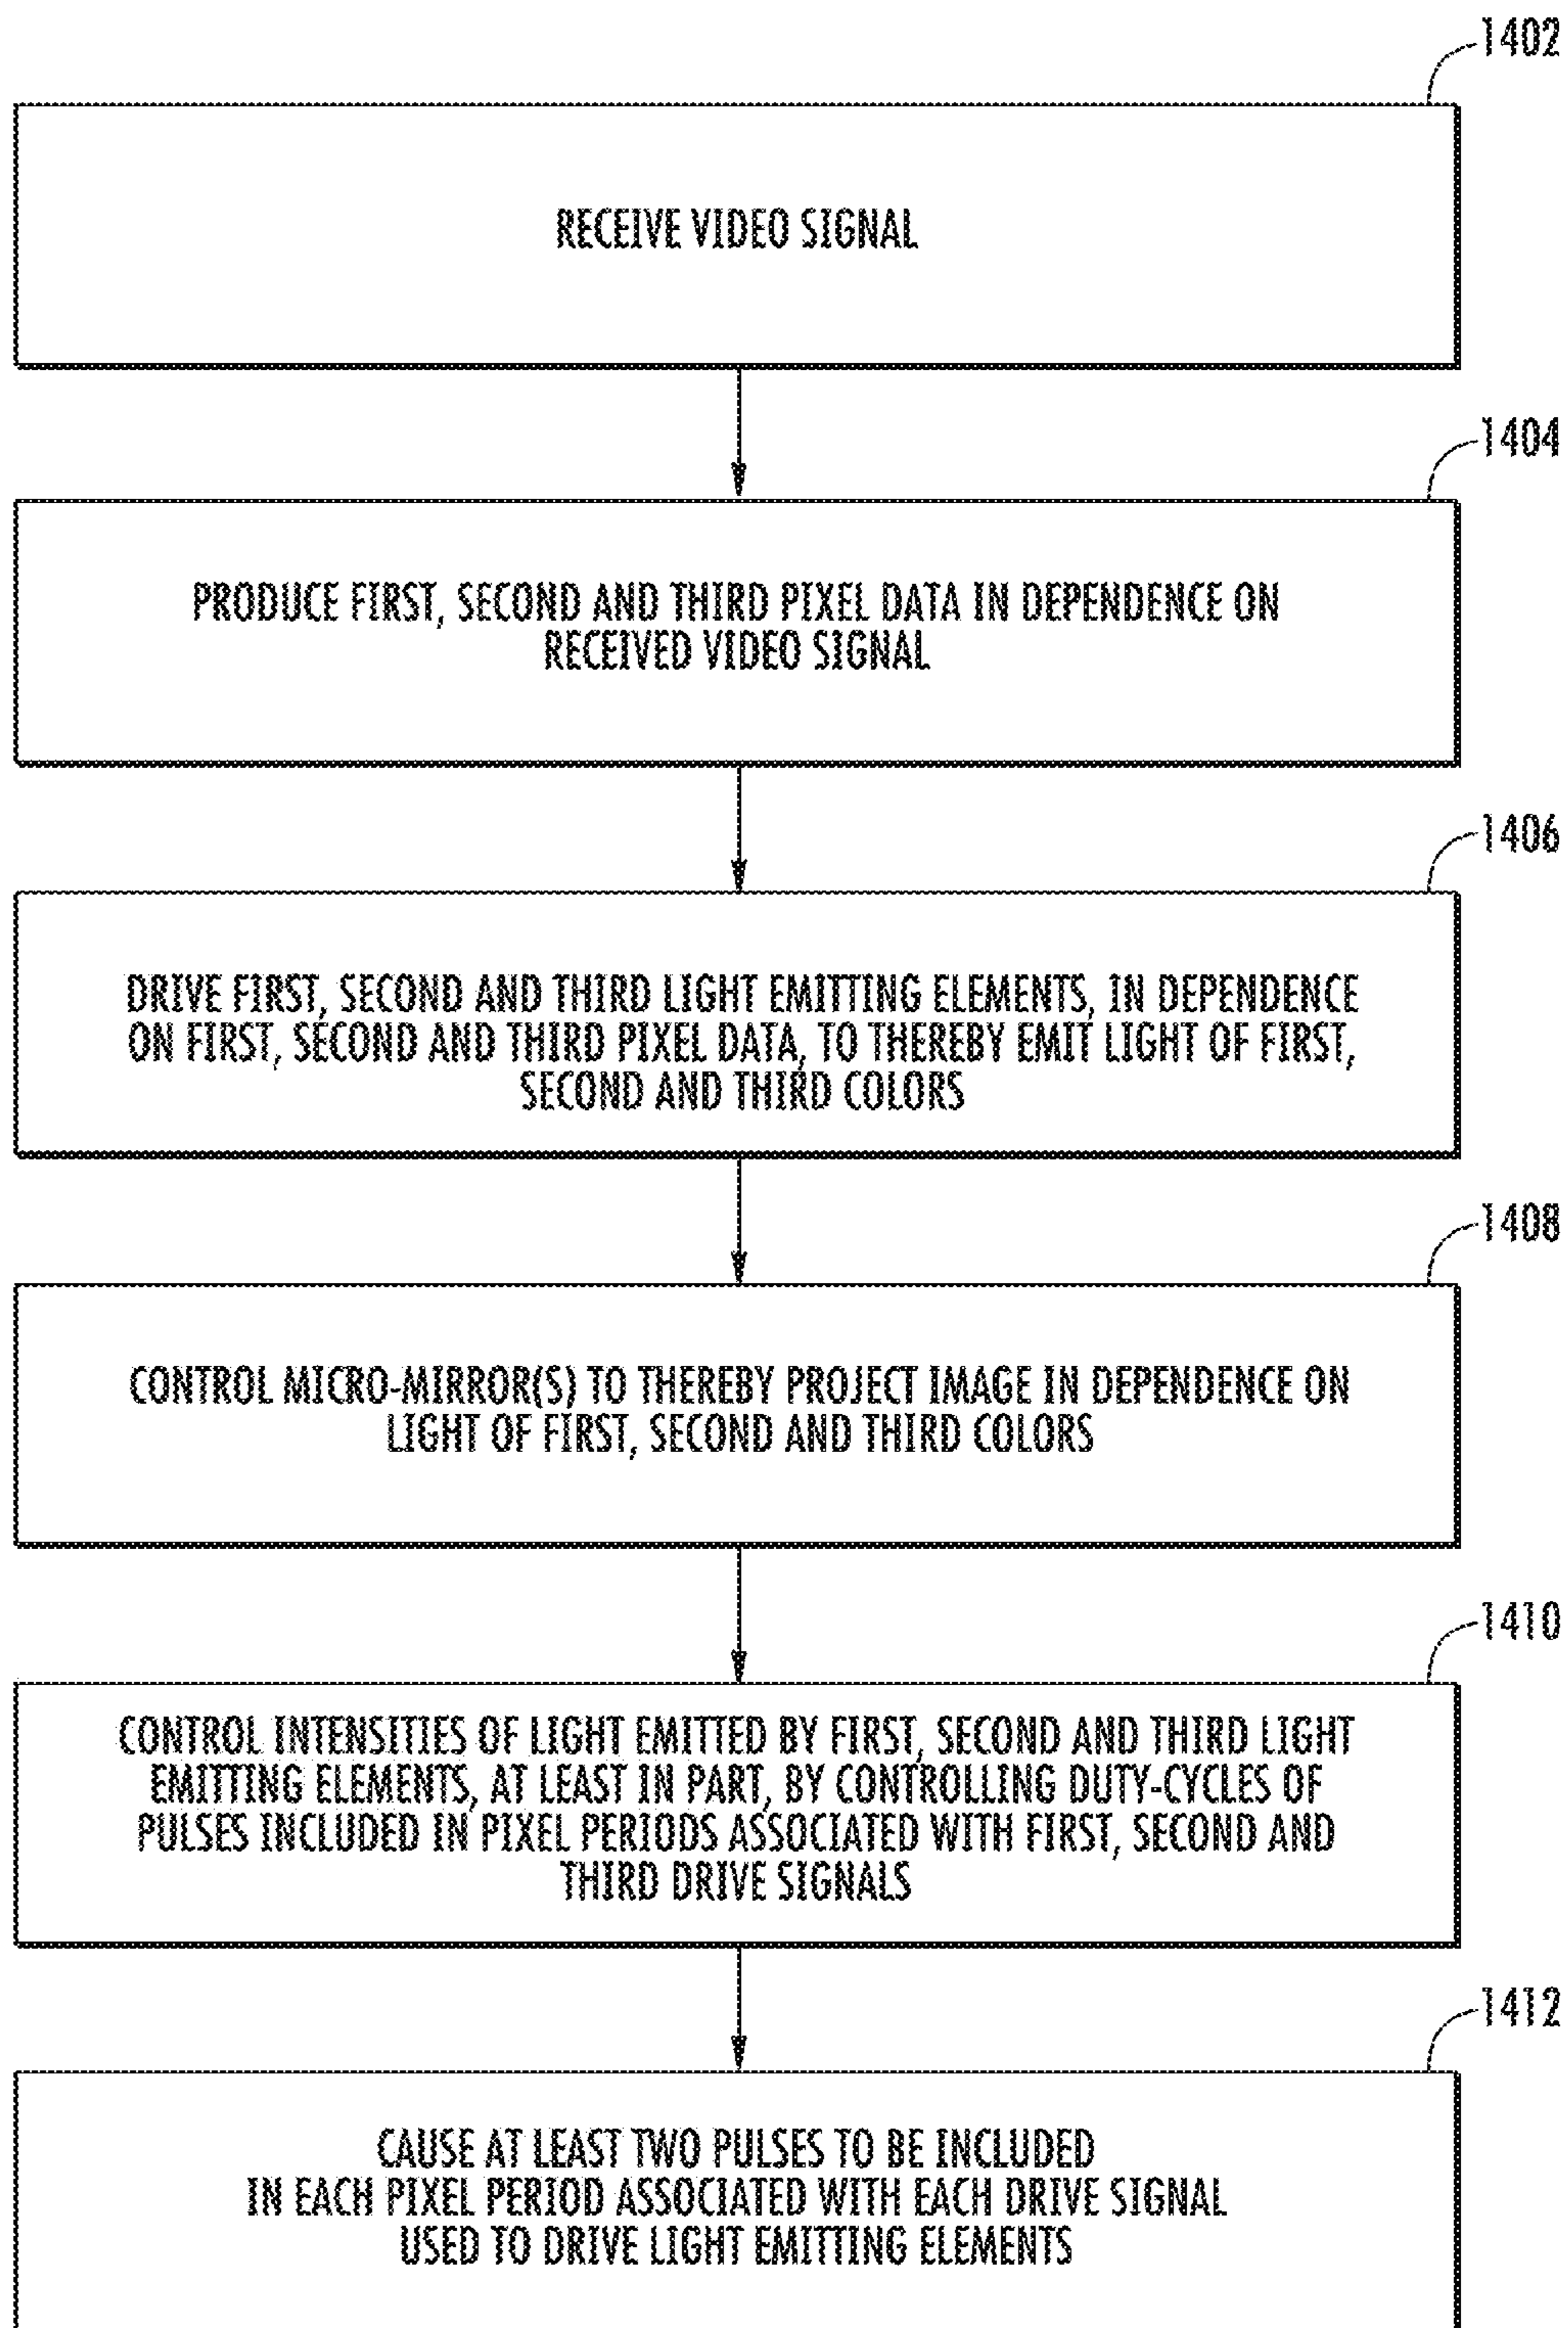 1402
RECEIVE VIDEO SIGNAL
1404
PRODUCE FIRST, SECOND AND THIRD PIXEL DATA IN DEPENDENCE ON
RECEIVED VIDEO SIGNAL
1406
DRIVE FIRST, SECOND AND THIRD LIGHT EMITTING ELEMENTS, IN DEPENDENCE
ON FIRST, SECOND AND THIRD PIXEL DATA, TO THEREBY EMIT LIGHT OF FIRST,
SECOND AND THIRD COLORS
1408
CONTROL MICRO-MIRROR(S) TO THEREBY PROJECT IMAGE IN DEPENDENCE ON
LIGHT OF FIRST, SECOND AND THIRD COLORS
1410
CONTROL INTENSITIES OF LIGHT EMITTED BY FIRST, SECOND AND THIRD LIGHT
EMITTING ELEMENTS, AT LEAST IN PART, BY CONTROLLING DUTY-CYCLES OF
PULSES INCLUDED IN PIXEL PERIODS ASSOCIATED WITH FIRST, SECOND AND
THIRD DRIVE SIGNALS
1412
CAUSE AT LEAST TWO PULSES TO BE INCLUDED
IN EACH PIXEL PERIOD ASSOCIATED WITH EACH DRIVE SIGNAL
USED TO DRIVE LIGHT EMITTING ELEMENTS